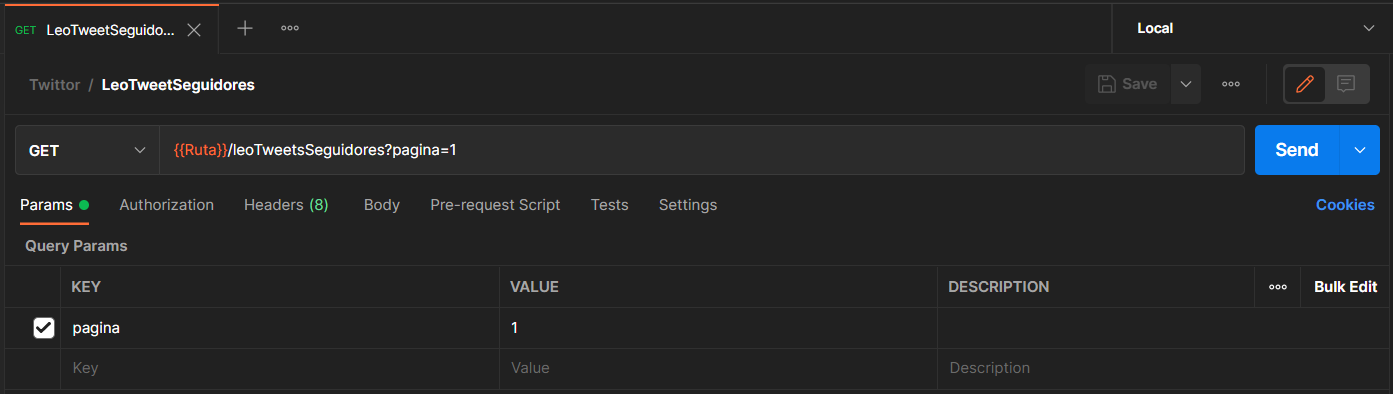 GET LeoTweetSeguido... Local
Twittor / LeoTweetSeguidores Save
GET {{Ruta}}/leoTweetsSeguidores?pagina=1 Send
Params Authorization Headers (8) Body Pre-request Script Tests Settings Cookies
Query Params
KEY VALUE DESCRIPTION Bulk Edit
pagina 1
Key Value Description